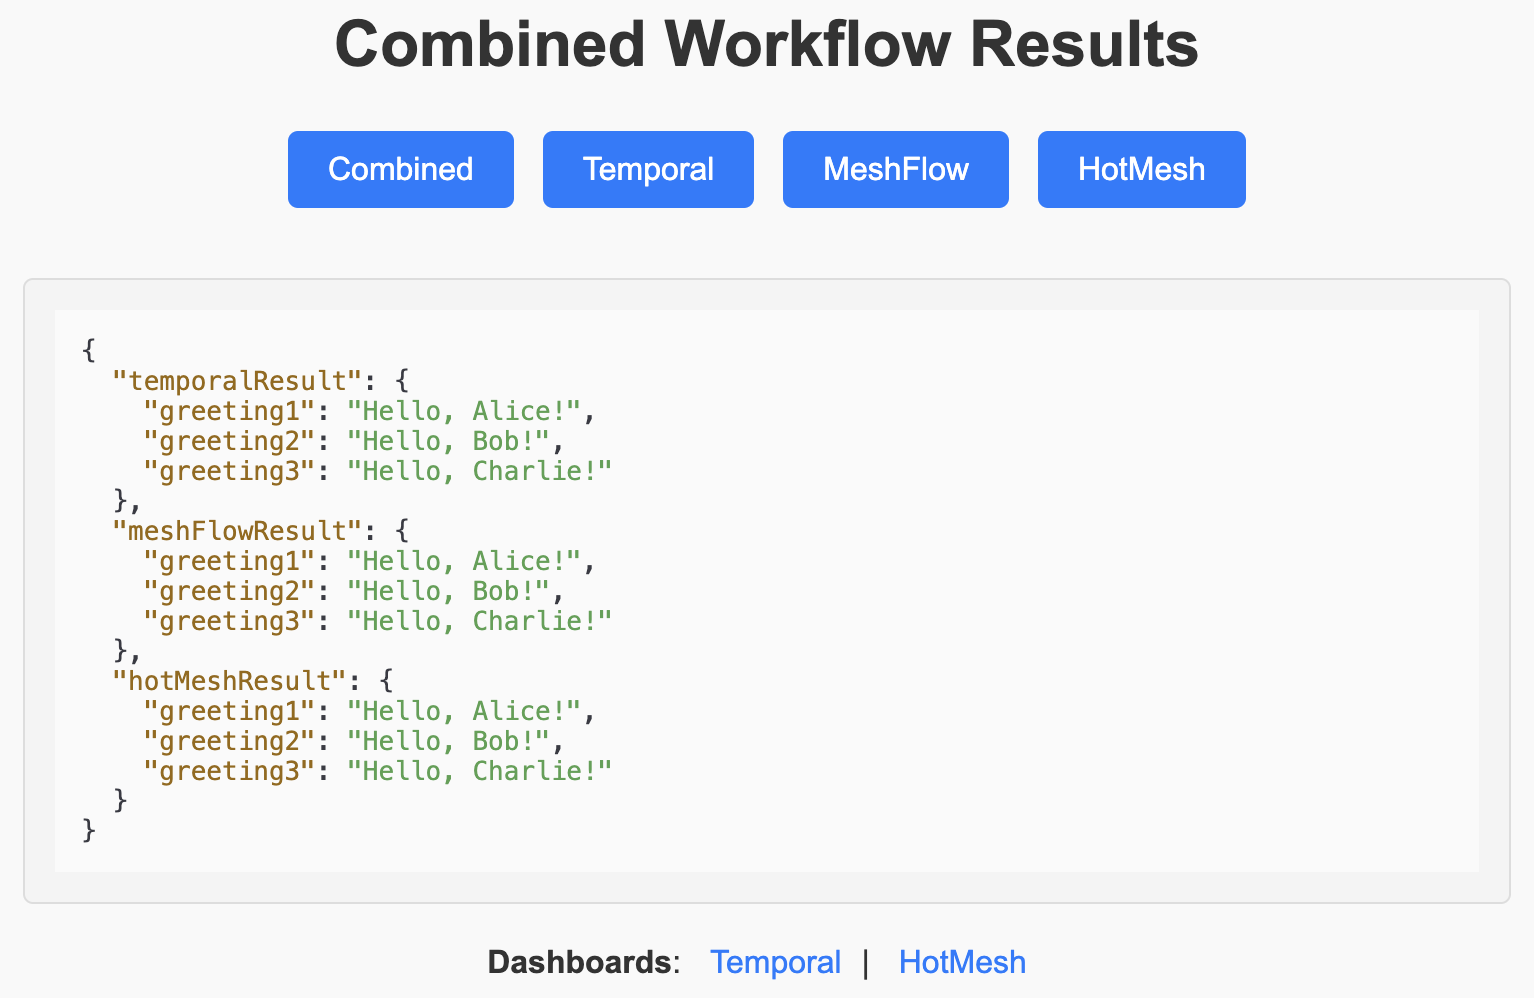 Combined Workflow Results
Combined Temporal MeshFlow HotMesh
{
  "temporalResult": {
    "greeting1": "Hello, Alice!",
    "greeting2": "Hello, Bob!",
    "greeting3": "Hello, Charlie!"
  },
  "meshFlowResult": {
    "greeting1": "Hello, Alice!",
    "greeting2": "Hello, Bob!",
    "greeting3": "Hello, Charlie!"
  },
  "hotMeshResult": {
    "greeting1": "Hello, Alice!",
    "greeting2": "Hello, Bob!",
    "greeting3": "Hello, Charlie!"
  }
}
Dashboards: Temporal | HotMesh